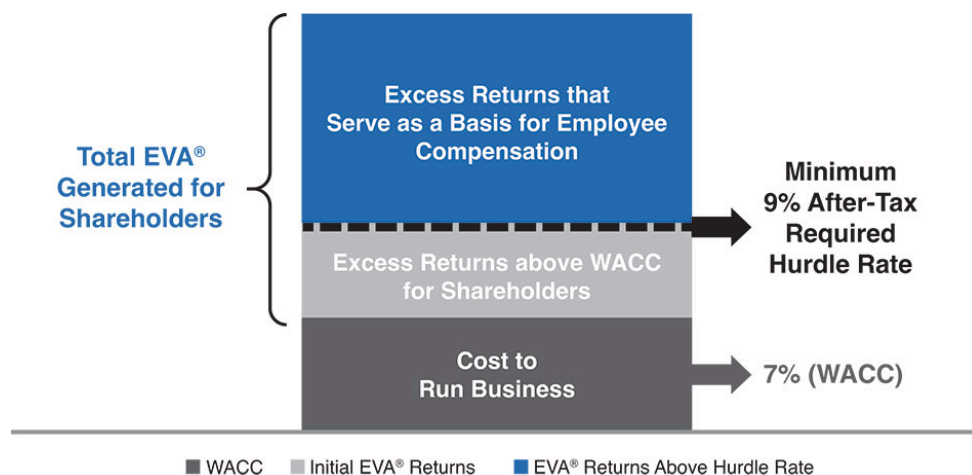 Excess Returns that
Serve as a Basis for Employee
Compensation
Total EVA®
Generated for
Shareholders
Minimum
9% After-Tax
Required
Hurdle Rate
Excess Returns above WACC
for Shareholders
Cost to
Run Business
7% (WACC)
WACC Initial EVA® Returns EVA® Returns Above Hurdle Rate